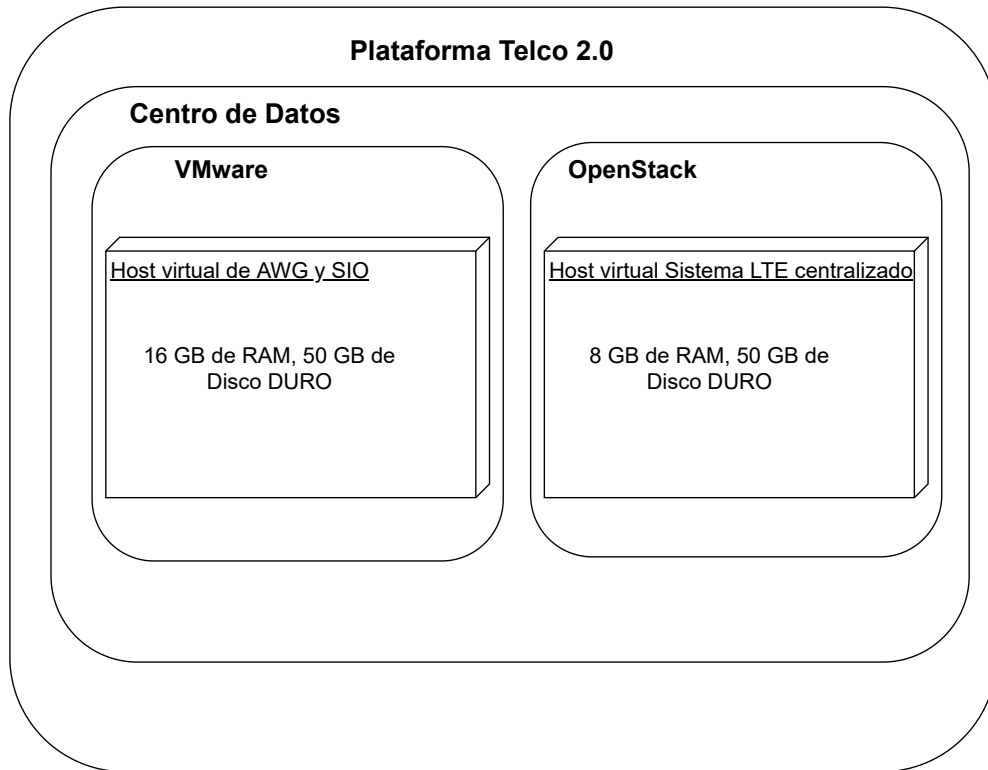 Plataforma Telco 2.0
Centro de Datos
VMware
Host virtual de AWG y SIO
16 GB de RAM, 50 GB de
Disco DURO
OpenStack
Host virtual Sistema LTE centralizado
8 GB de RAM, 50 GB de
Disco DURO